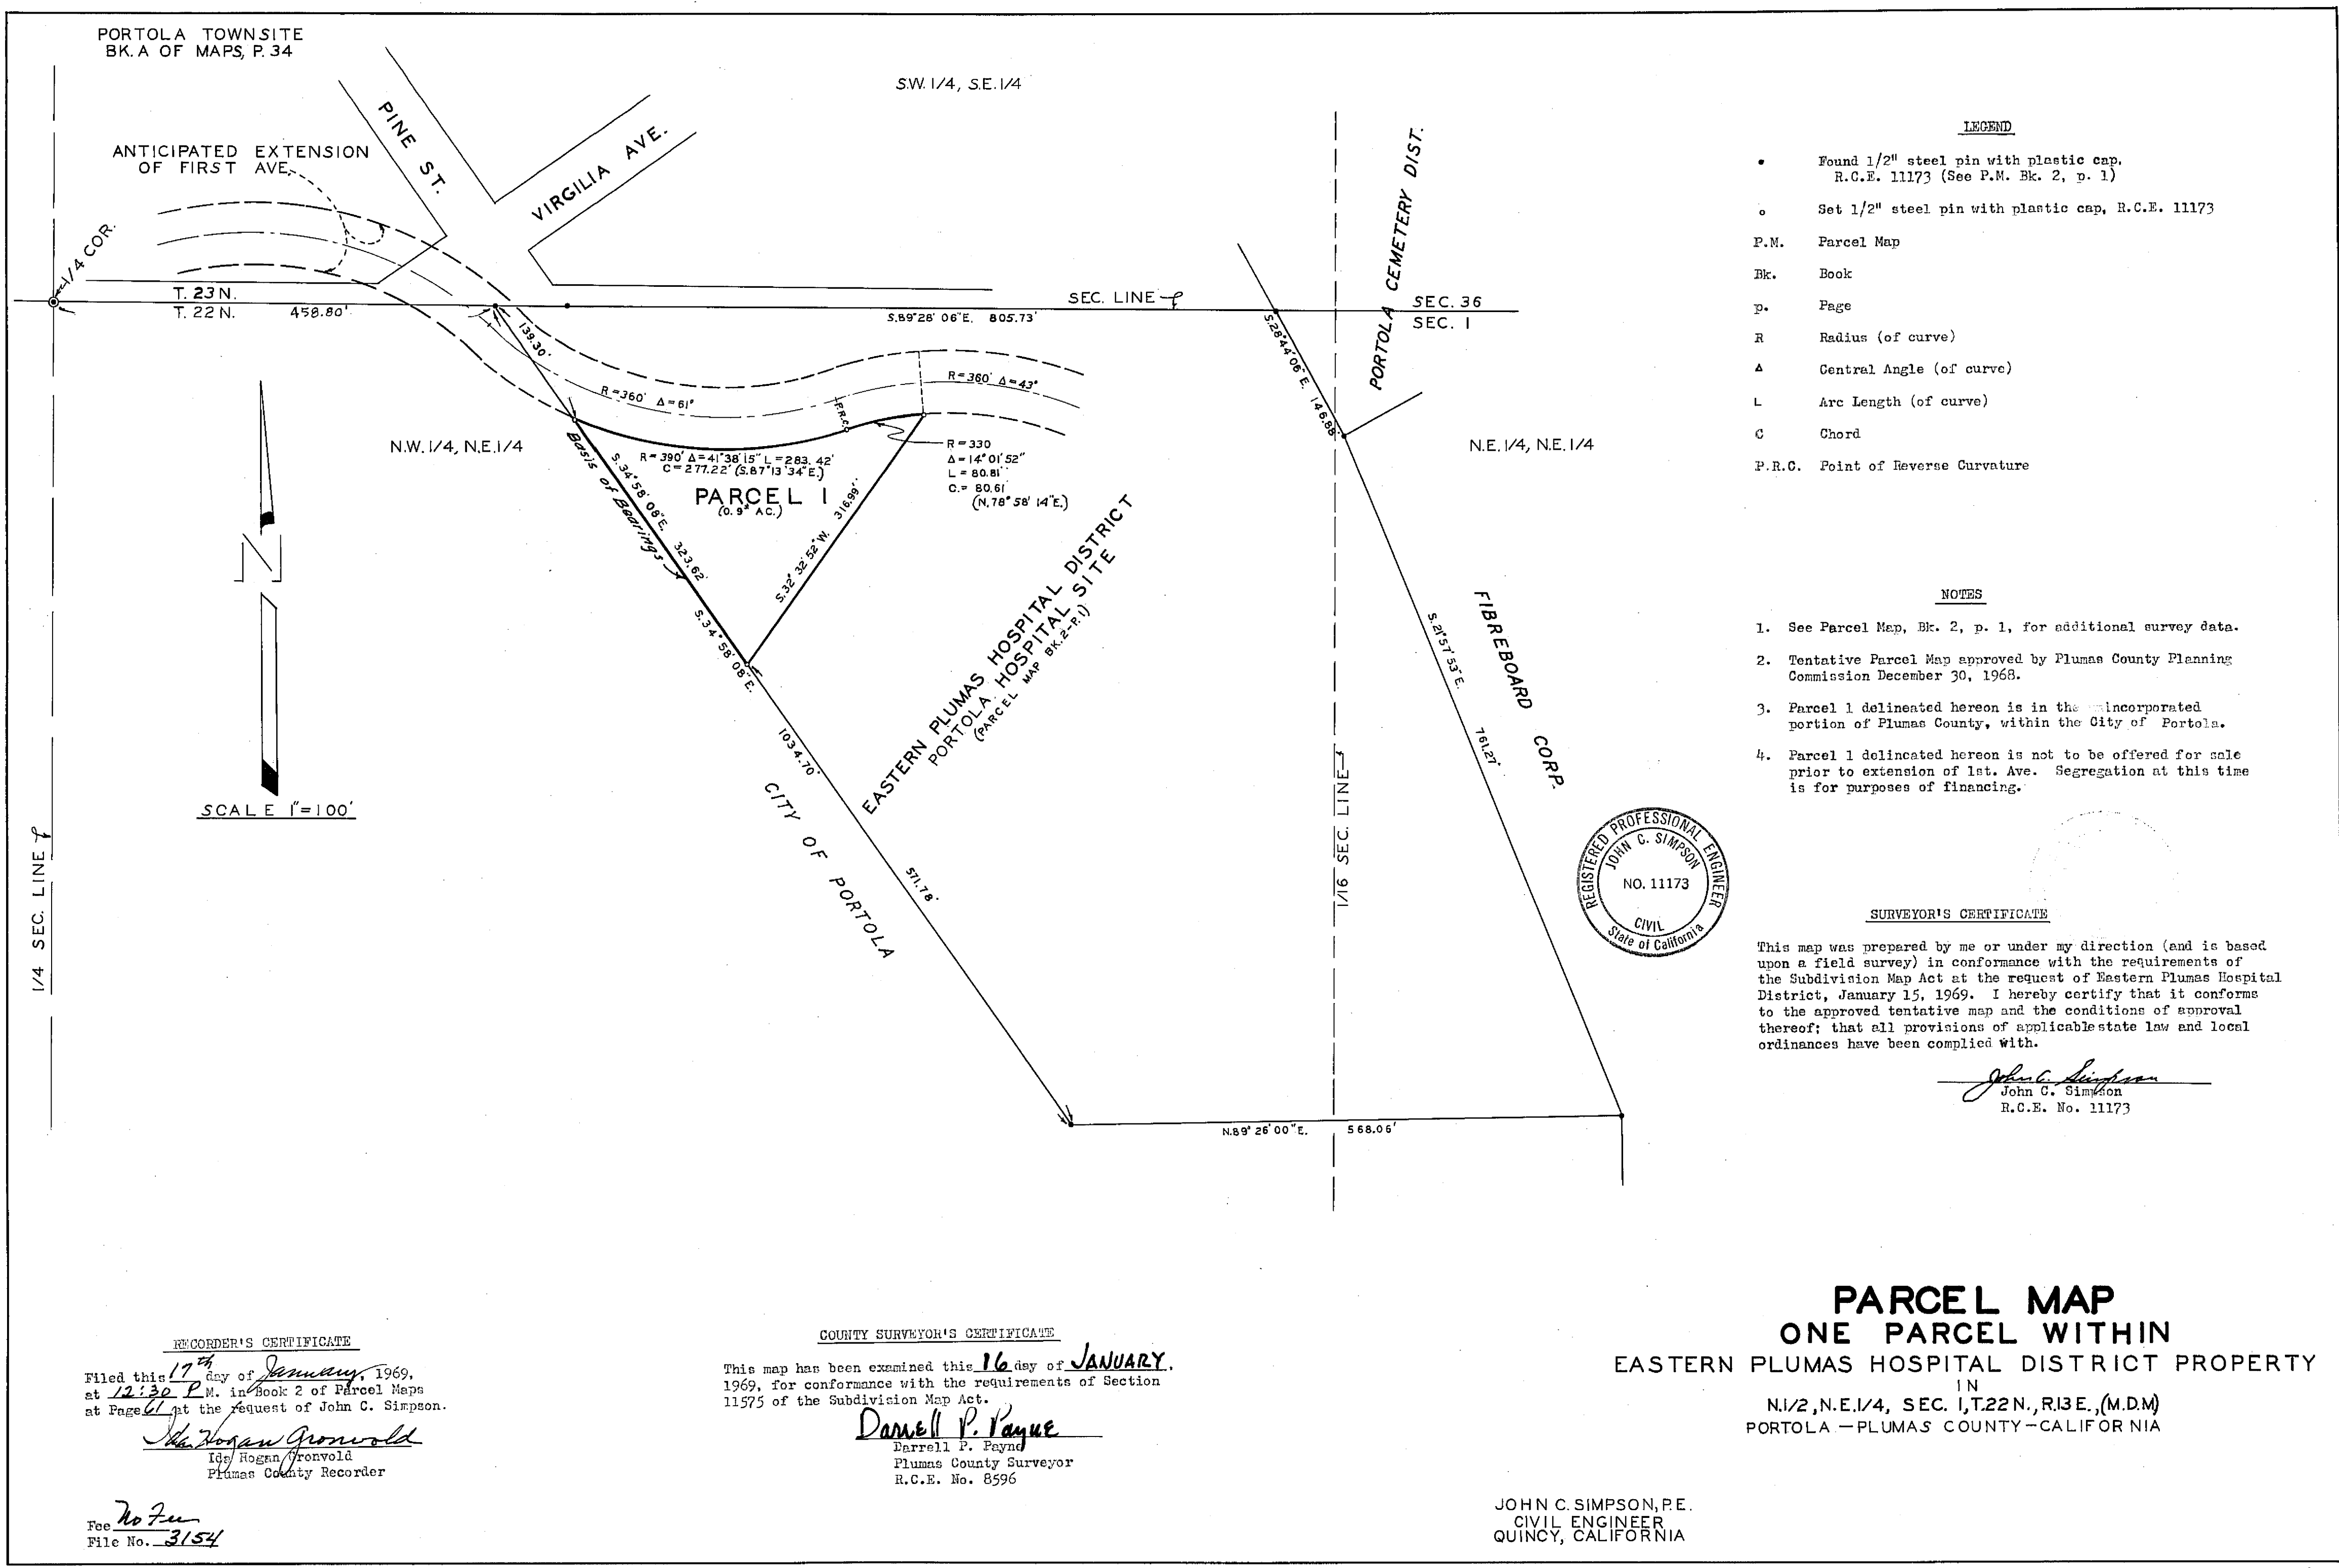 PORTOLA TOWNSITE
BK. A OF MAPS, P. 34
S.W. 1/4, S.E. 1/4
PINE ST.
VIRGILIA AVE.
ANTICIPATED EXTENSION
OF FIRST AVE.
1/4 COR.
T. 23 N.
T. 22 N.
458.80'
SEC. LINE
S.89° 28' 06"E. 805.73'
SEC. 36
SEC. 1
PORTOLA CEMETERY DIST.
139.30'
S.28° 44' 06"E. 146.88'
R=360' Δ=61°
P.R.C.
R=360' Δ=43°
N.W. 1/4, N.E. 1/4
N.E. 1/4, N.E. 1/4
R=390' Δ=41°38'15" L=283.42'
C=277.22' (S.87°13'34"E.)
R=330
Δ=14°01'52"
L=80.81'
C.=80.61'
(N.78°58'14"E.)
PARCEL 1
(0.9± AC.)
Basis of Bearings
S.34°58'08"E. 323.62'
S.32°32'52"W. 316.99'
S.34°58'08"E.
1034.70'
571.78'
EASTERN PLUMAS HOSPITAL DISTRICT
PORTOLA HOSPITAL SITE
(PARCEL MAP BK.2-P.1)
CITY OF PORTOLA
S.21°57'53"E.
761.27'
FIBREBOARD CORP.
1/16 SEC. LINE
1/4 SEC. LINE
N
SCALE 1"=100'
N.89° 26' 00"E. 568.06'
LEGEND
Found 1/2" steel pin with plastic cap,
R.C.E. 11173 (See P.M. Bk. 2, p. 1)
Set 1/2" steel pin with plastic cap, R.C.E. 11173
P.M. Parcel Map
Bk. Book
p. Page
R Radius (of curve)
Δ Central Angle (of curve)
L Arc Length (of curve)
C Chord
P.R.C. Point of Reverse Curvature
NOTES
1. See Parcel Map, Bk. 2, p. 1, for additional survey data.
2. Tentative Parcel Map approved by Plumas County Planning
Commission December 30, 1968.
3. Parcel 1 delineated hereon is in the incorporated
portion of Plumas County, within the City of Portola.
4. Parcel 1 delineated hereon is not to be offered for sale
prior to extension of 1st. Ave. Segregation at this time
is for purposes of financing.
REGISTERED PROFESSIONAL ENGINEER
JOHN C. SIMPSON
NO. 11173
CIVIL
State of California
SURVEYOR'S CERTIFICATE
This map was prepared by me or under my direction (and is based
upon a field survey) in conformance with the requirements of
the Subdivision Map Act at the request of Eastern Plumas Hospital
District, January 15, 1969. I hereby certify that it conforms
to the approved tentative map and the conditions of approval
thereof; that all provisions of applicable state law and local
ordinances have been complied with.
John C. Simpson
John C. Simpson
R.C.E. No. 11173
RECORDER'S CERTIFICATE
Filed this 17th day of January, 1969,
at 12:30 P M. in Book 2 of Parcel Maps
at Page 61 at the request of John C. Simpson.
Ida Hogan Gronvold
Ida Hogan Gronvold
Plumas County Recorder
Fee No Fee
File No. 3154
COUNTY SURVEYOR'S CERTIFICATE
This map has been examined this 16 day of JANUARY,
1969, for conformance with the requirements of Section
11575 of the Subdivision Map Act.
Darrell P. Payne
Darrell P. Payne
Plumas County Surveyor
R.C.E. No. 8596
PARCEL MAP
ONE PARCEL WITHIN
EASTERN PLUMAS HOSPITAL DISTRICT PROPERTY
IN
N.1/2, N.E.1/4, SEC. 1, T.22 N., R.13 E., (M.D.M)
PORTOLA—PLUMAS COUNTY—CALIFORNIA
JOHN C. SIMPSON, P.E.
CIVIL ENGINEER
QUINCY, CALIFORNIA